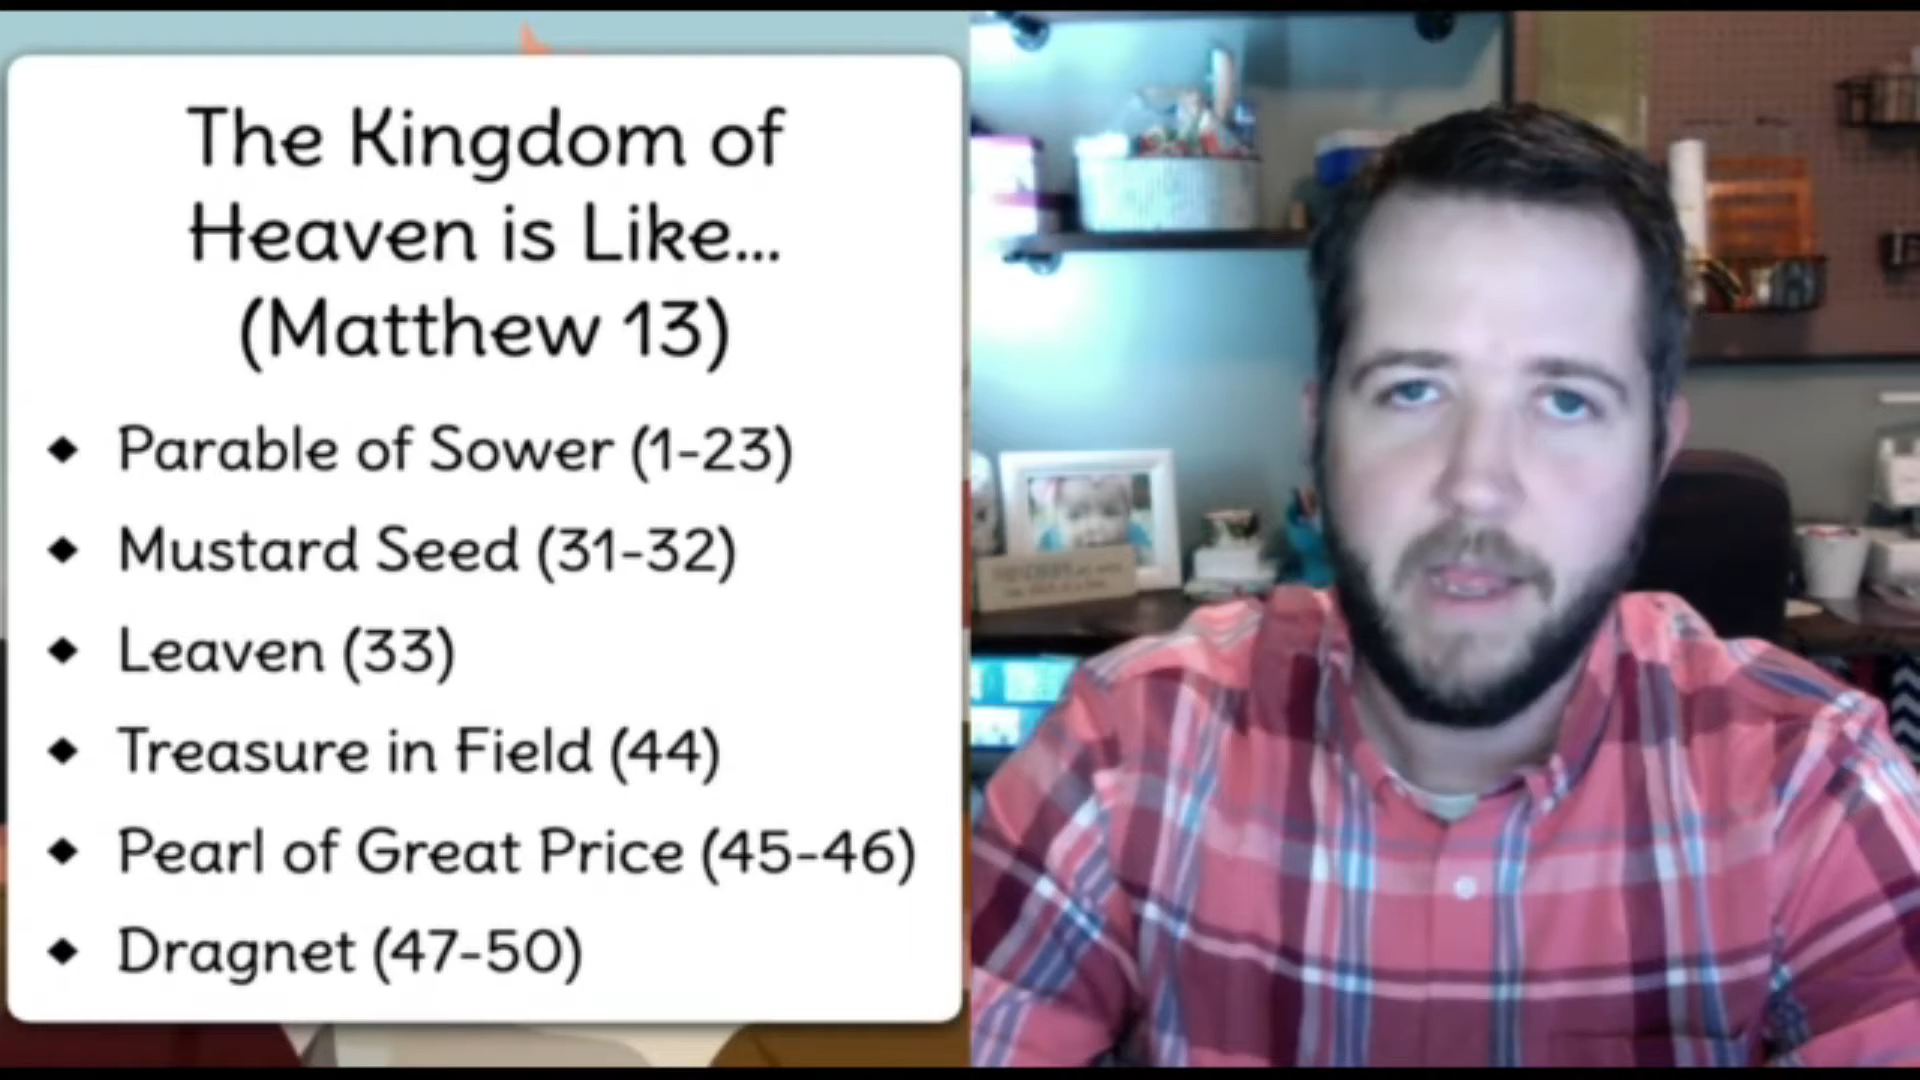 The Kingdom of
Heaven is Like...
(Matthew 13)
◆ Parable of Sower (1-23)
◆ Mustard Seed (31-32)
◆ Leaven (33)
◆ Treasure in Field (44)
◆ Pearl of Great Price (45-46)
◆ Dragnet (47-50)